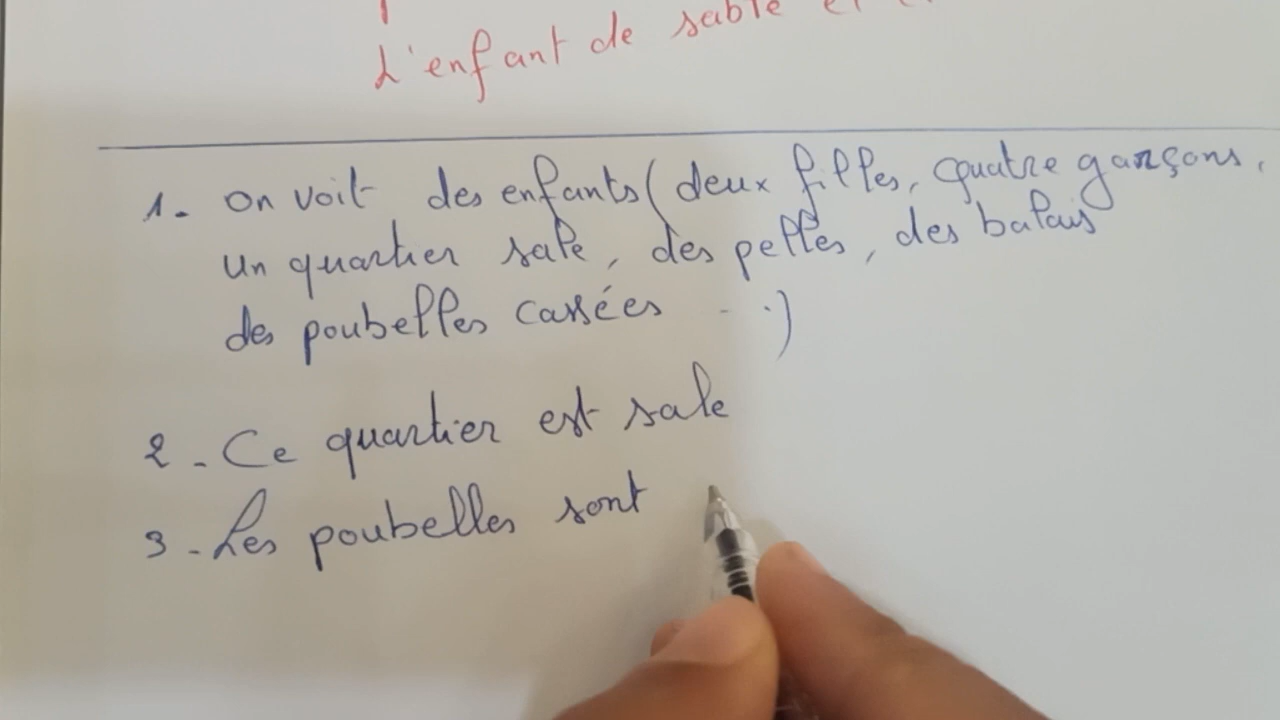 L'enfant de sable et
1. On voit des enfants (deux filles, quatre garçons,
un quartier sale, des pelles, des balais
des poubelles cassées ...)
2. Ce quartier est sale
3. Les poubelles sont